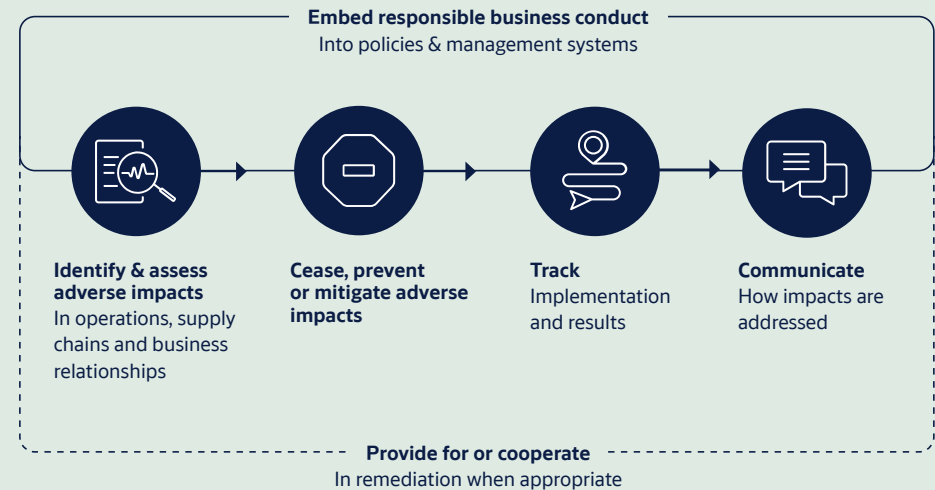 Embed responsible business conduct
Into policies & management systems
Identify & assess
adverse impacts
In operations, supply
chains and business
relationships
Cease, prevent
or mitigate adverse
impacts
Track
Implementation
and results
Communicate
How impacts are
addressed
Provide for or cooperate
In remediation when appropriate